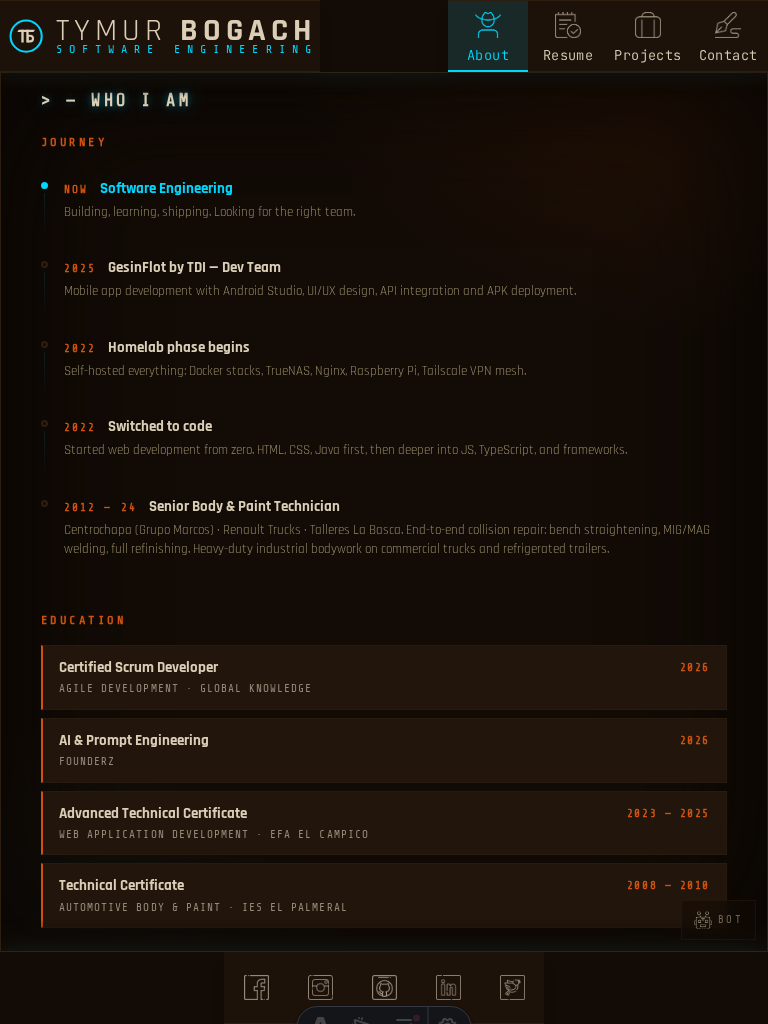 TYMUR BOGACH
SOFTWARE ENGINEERING
About
Resume
Projects
Contact
> — WHO I AM
JOURNEY
NOW Software Engineering
Building, learning, shipping. Looking for the right team.
2025 GesinFlot by TDI — Dev Team
Mobile app development with Android Studio, UI/UX design, API integration and APK deployment.
2022 Homelab phase begins
Self-hosted everything: Docker stacks, TrueNAS, Nginx, Raspberry Pi, Tailscale VPN mesh.
2022 Switched to code
Started web development from zero. HTML, CSS, Java first, then deeper into JS, TypeScript, and frameworks.
2012 — 24 Senior Body & Paint Technician
Centrochapa (Grupo Marcos) · Renault Trucks · Talleres La Basca. End-to-end collision repair: bench straightening, MIG/MAG
welding, full refinishing. Heavy-duty industrial bodywork on commercial trucks and refrigerated trailers.
EDUCATION
Certified Scrum Developer 2026
AGILE DEVELOPMENT · GLOBAL KNOWLEDGE
AI & Prompt Engineering 2026
FOUNDERZ
Advanced Technical Certificate 2023 — 2025
WEB APPLICATION DEVELOPMENT · EFA EL CAMPICO
Technical Certificate 2008 — 2010
AUTOMOTIVE BODY & PAINT · IES EL PALMERAL
BOT